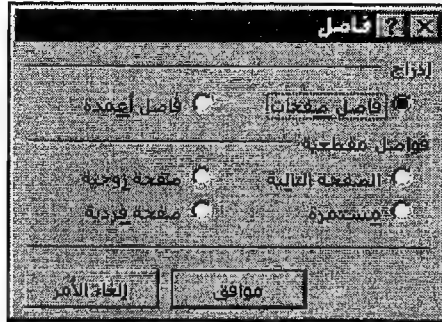 فاصل
إدراج
فاصل صفحات
فاصل أعمدة
فواصل مقطعية
الصفحة التالية
صفحة زوجية
مستمرة
صفحة فردية
موافق
إلغاء الأمر